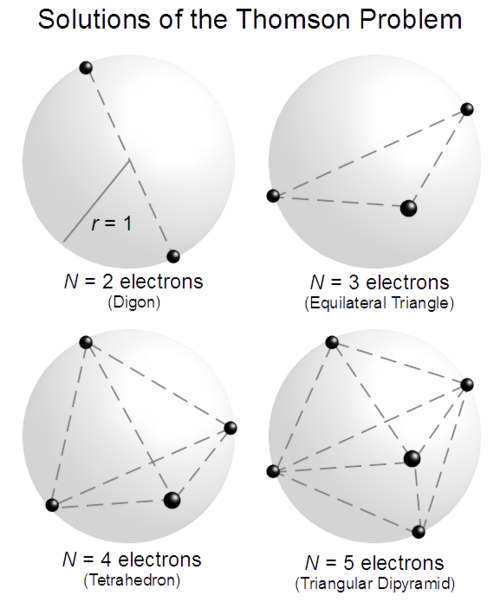 Solutions of the Thomson Problem
r = 1
N = 2 electrons
(Digon)
N = 3 electrons
(Equilateral Triangle)
N = 4 electrons
(Tetrahedron)
N = 5 electrons
(Triangular Dipyramid)